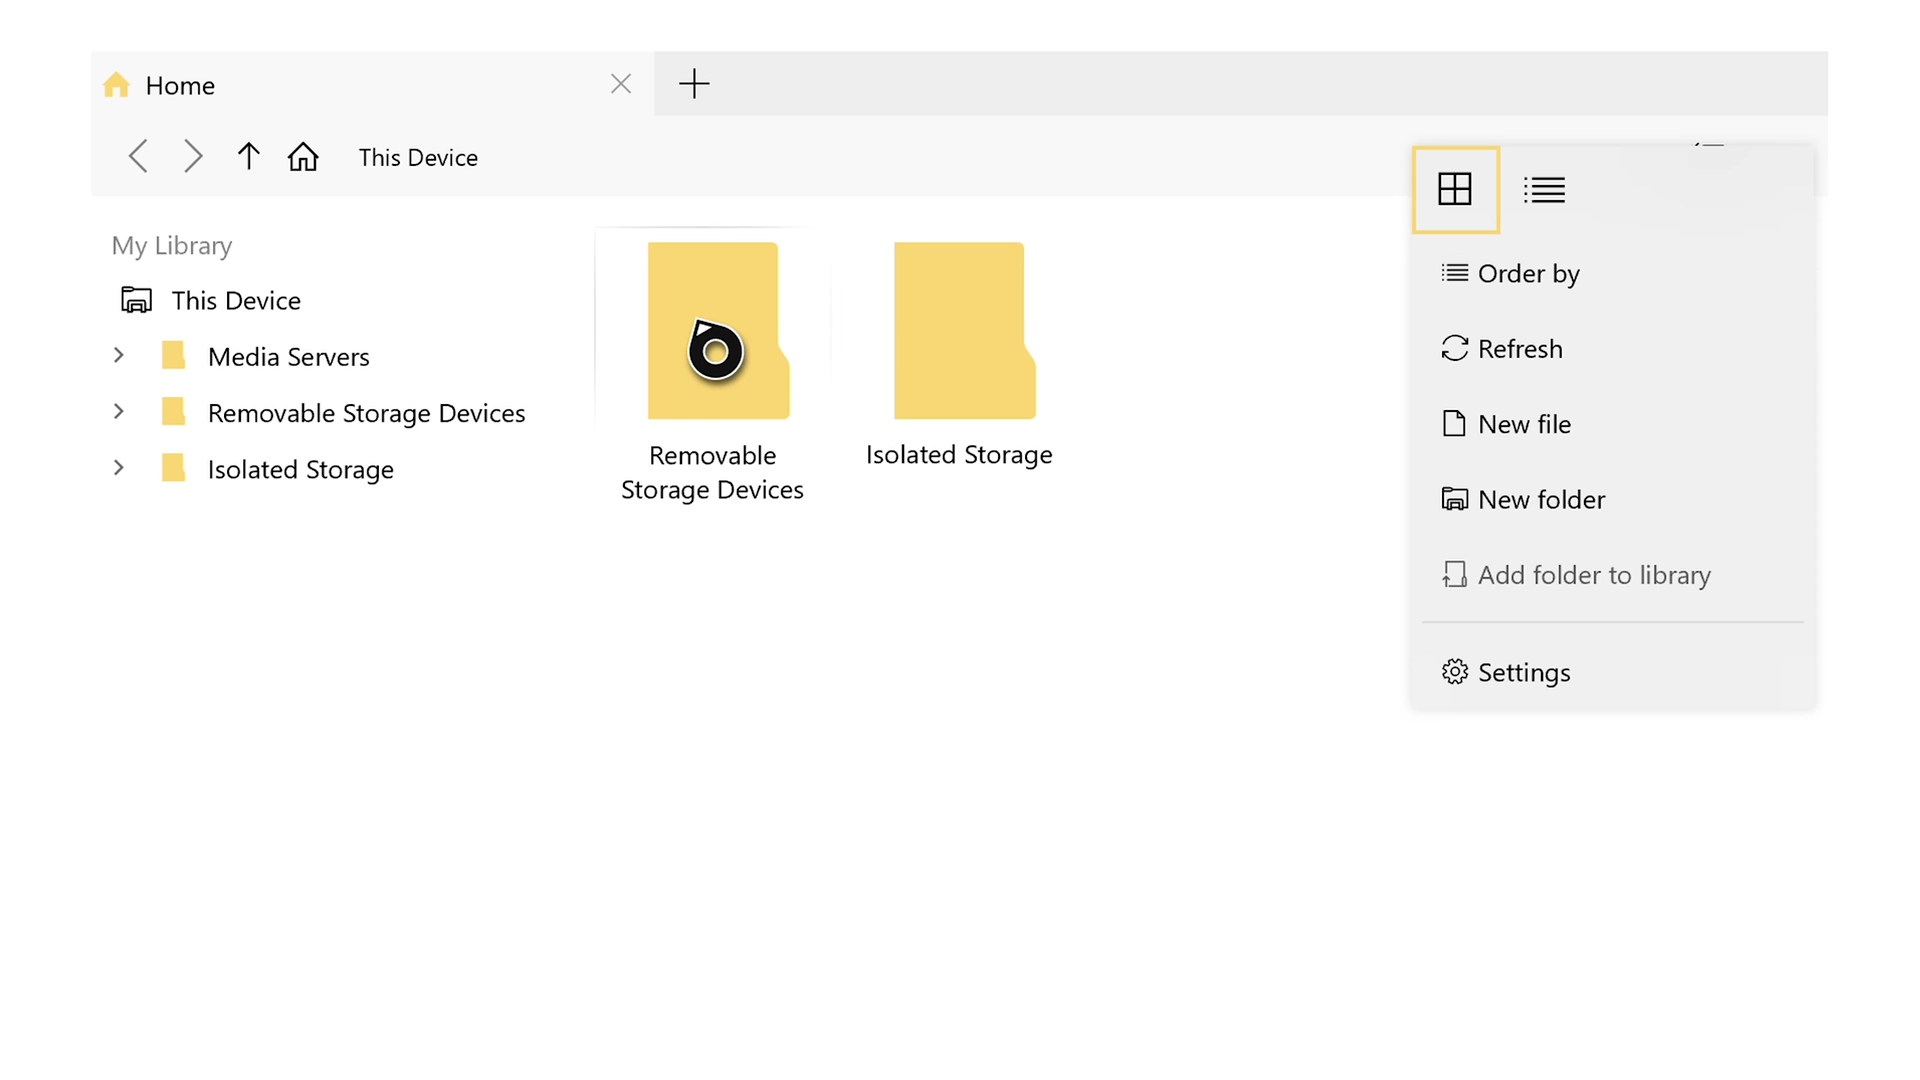 Home
This Device
My Library
This Device
Media Servers
Removable Storage Devices
Isolated Storage
Removable
Storage Devices
Isolated Storage
Order by
Refresh
New file
New folder
Add folder to library
Settings